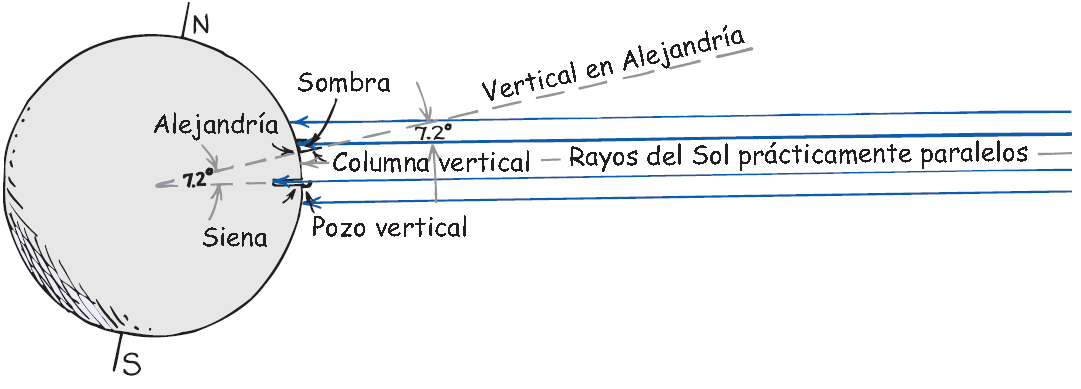 N
Sombra
Vertical en Alejandría
Alejandría
7.2°
Columna vertical
Rayos del Sol prácticamente paralelos
7.2°
Siena
Pozo vertical
S